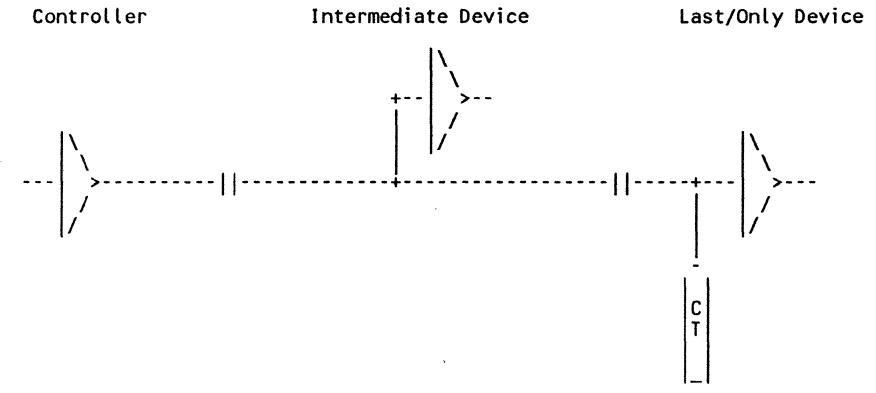 Controller
Intermediate Device
Last/Only Device
C
T